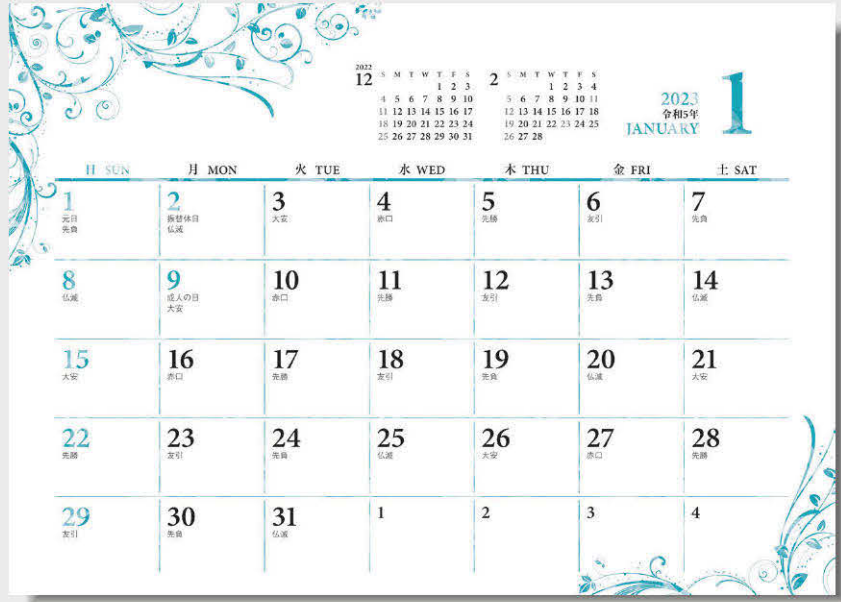 2022
12
S M T W T F S
1 2 3
4 5 6 7 8 9 10
11 12 13 14 15 16 17
18 19 20 21 22 23 24
25 26 27 28 29 30 31
2
S M T W T F S
1 2 3 4
5 6 7 8 9 10 11
12 13 14 15 16 17 18
19 20 21 22 23 24 25
26 27 28
2023
令和5年
JANUARY
1
日 SUN 月 MON 火 TUE 水 WED 木 THU 金 FRI 土 SAT
1 2 3 4 5 6 7
元日 振替休日 大安 赤口 先勝 友引 先負
先負 仏滅
8 9 10 11 12 13 14
仏滅 成人の日 赤口 先勝 友引 先負 仏滅
大安
15 16 17 18 19 20 21
大安 赤口 先勝 友引 先負 仏滅 大安
22 23 24 25 26 27 28
先勝 友引 先負 仏滅 大安 赤口 先勝
29 30 31 1 2 3 4
友引 先負 仏滅